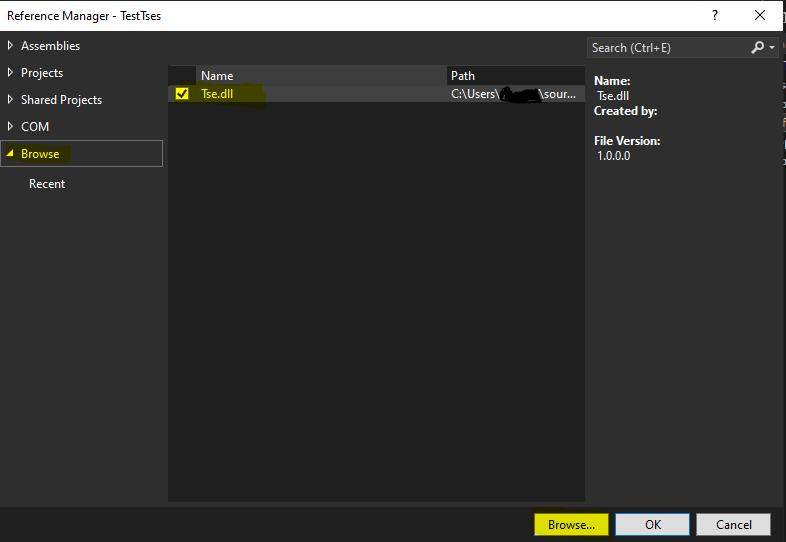 Reference Manager - TestTses
?
Assemblies
Projects
Shared Projects
COM
Browse
Recent
Name Path
Tse.dll C:\Users\ \sour...
Search (Ctrl+E)
Name:
Tse.dll
Created by:
File Version:
1.0.0.0
Browse... OK Cancel